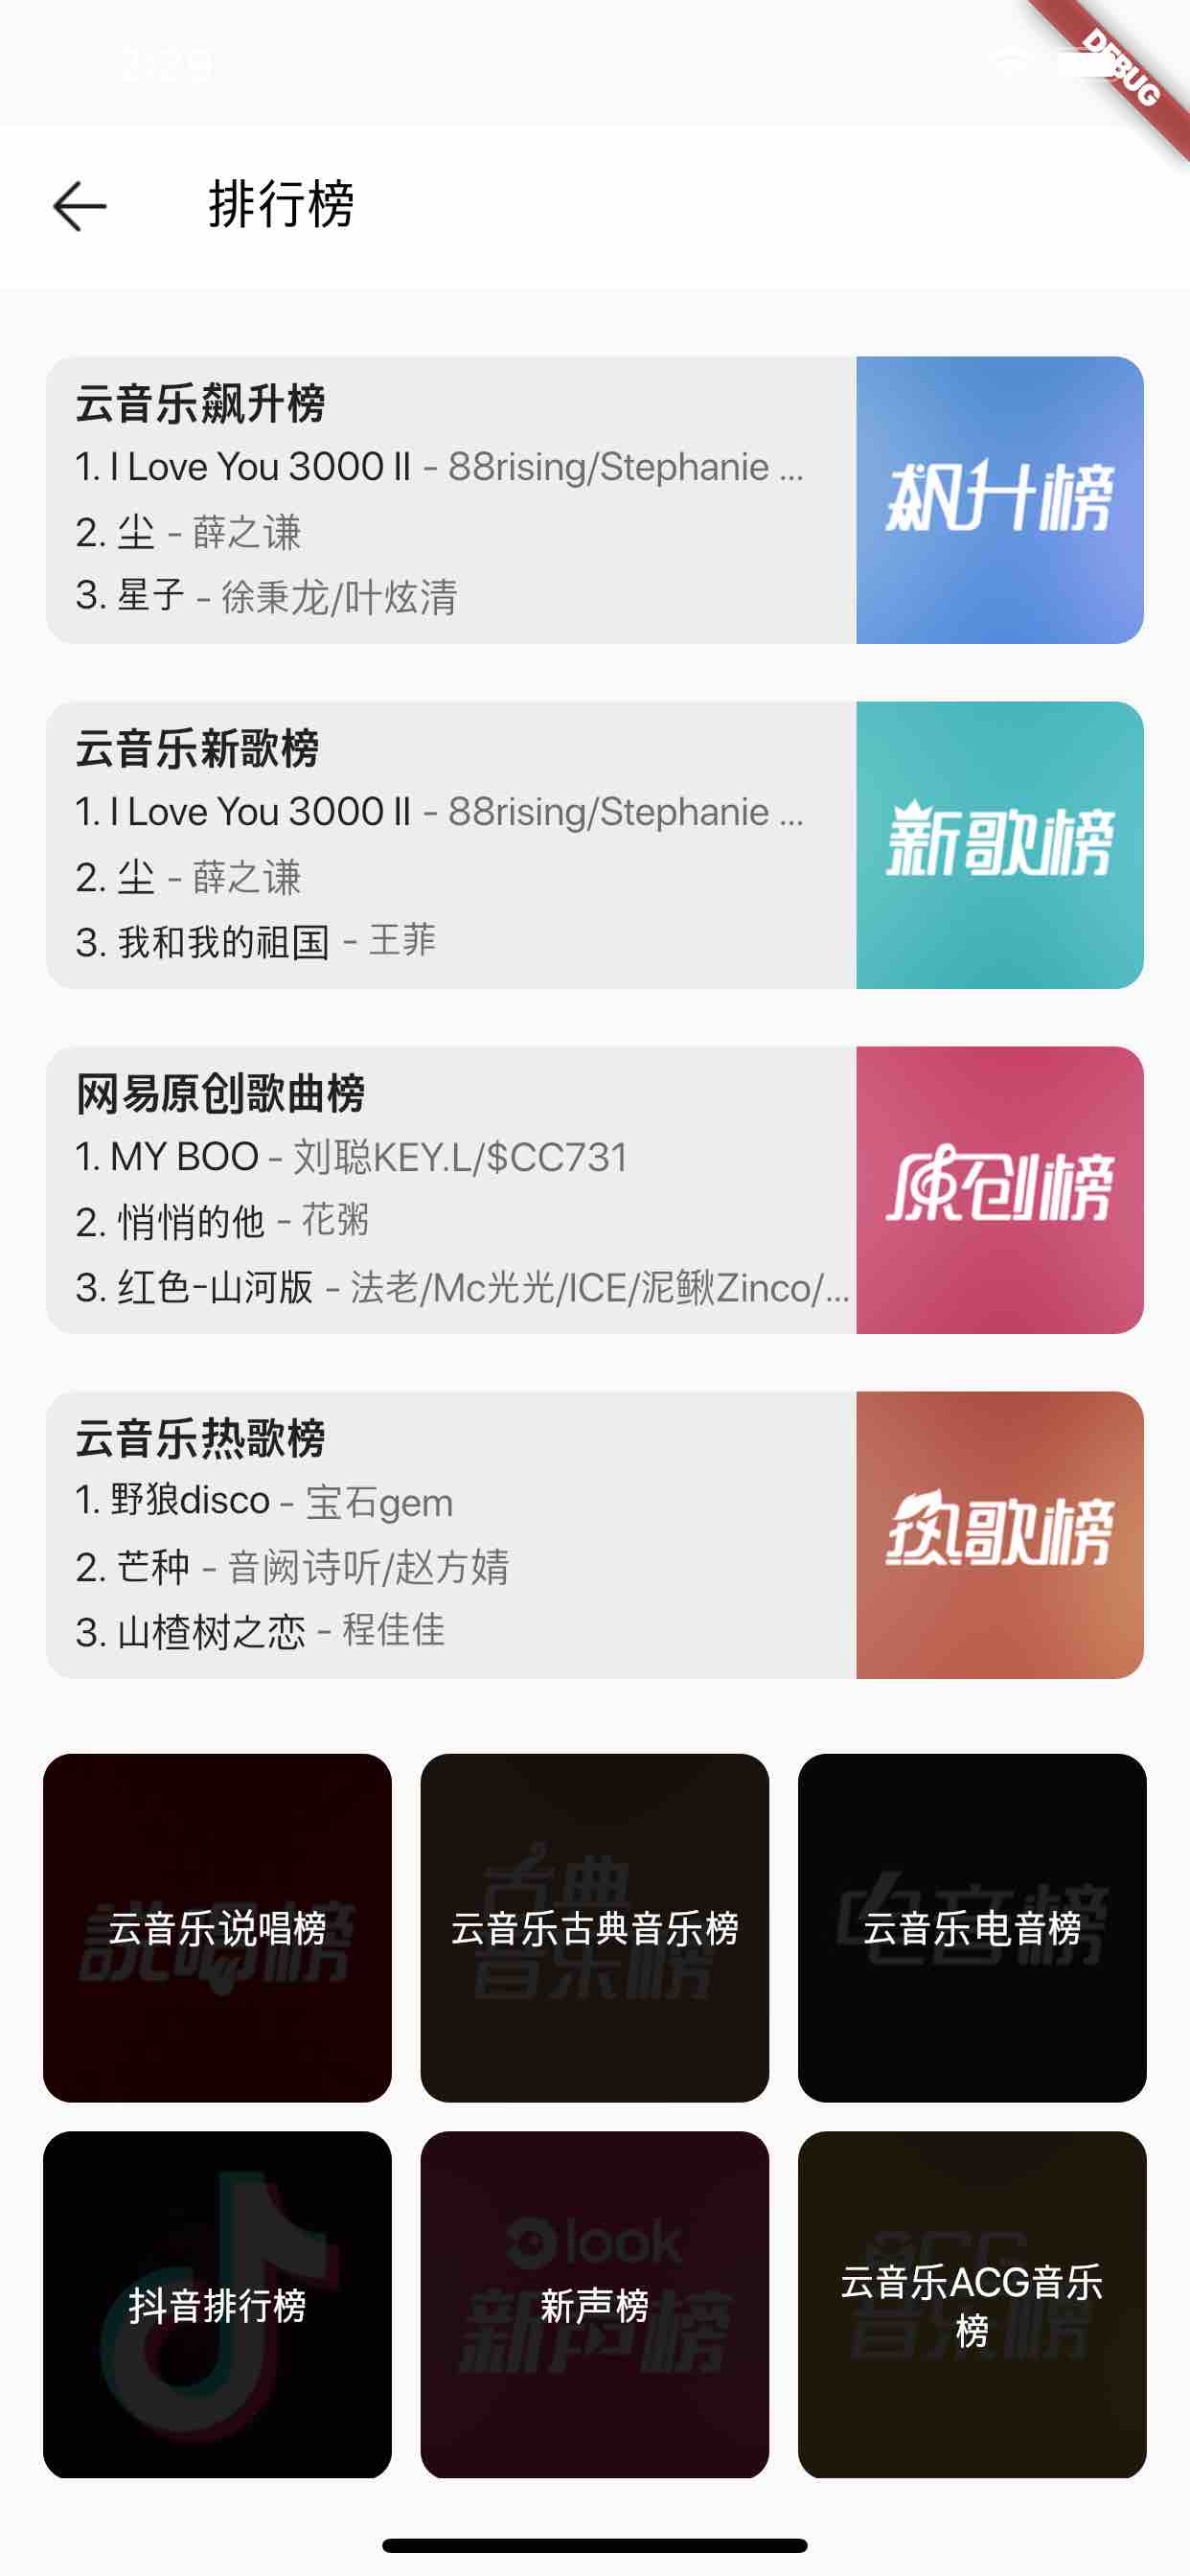 2:29
DEBUG
排行榜
云音乐飙升榜
1. I Love You 3000 II - 88rising/Stephanie ...
2. 尘 - 薛之谦
3. 星子 - 徐秉龙/叶炫清
飙升榜
云音乐新歌榜
1. I Love You 3000 II - 88rising/Stephanie ...
2. 尘 - 薛之谦
3. 我和我的祖国 - 王菲
新歌榜
网易原创歌曲榜
1. MY BOO - 刘聪KEY.L/$CC731
2. 悄悄的他 - 花粥
3. 红色-山河版 - 法老/Mc光光/ICE/泥鳅Zinco/...
原创榜
云音乐热歌榜
1. 野狼disco - 宝石gem
2. 芒种 - 音阙诗听/赵方婧
3. 山楂树之恋 - 程佳佳
热歌榜
说唱榜
云音乐说唱榜
古典
音乐榜
云音乐古典音乐榜
电音榜
云音乐电音榜
抖音排行榜
look
新声榜
新声榜
ACG
音乐榜
云音乐ACG音乐
榜